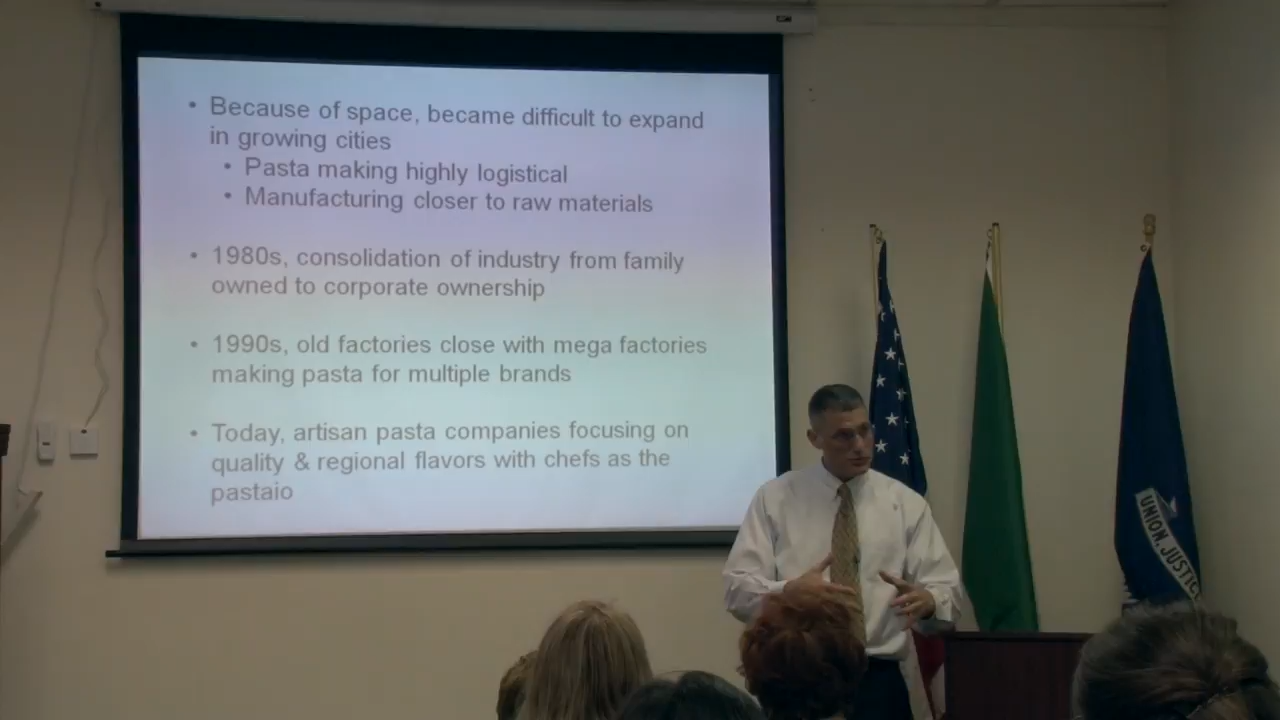 • Because of space, became difficult to expand
in growing cities
• Pasta making highly logistical
• Manufacturing closer to raw materials
• 1980s, consolidation of industry from family
owned to corporate ownership
• 1990s, old factories close with mega factories
making pasta for multiple brands
• Today, artisan pasta companies focusing on
quality & regional flavors with chefs as the
pastaio
UNION, JUSTIC